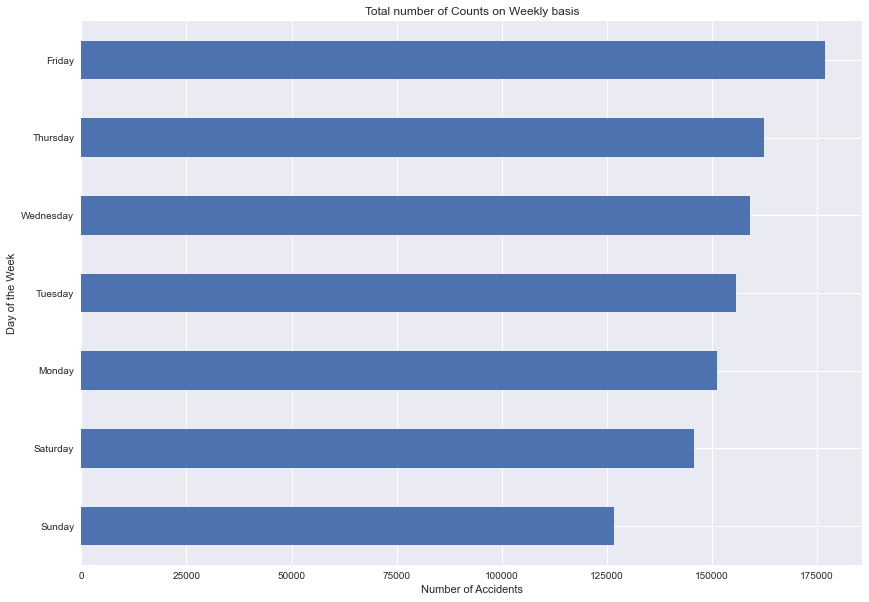 Total number of Counts on Weekly basis
Friday
Thursday
Wednesday
Tuesday
Monday
Saturday
Sunday
Day of the Week
0 25000 50000 75000 100000 125000 150000 175000
Number of Accidents